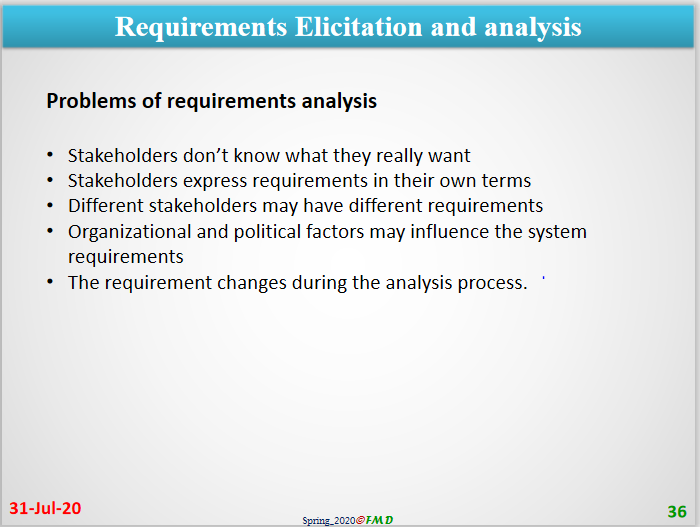 Requirements Elicitation and analysis
Problems of requirements analysis
• Stakeholders don’t know what they really want
• Stakeholders express requirements in their own terms
• Different stakeholders may have different requirements
• Organizational and political factors may influence the system
requirements
• The requirement changes during the analysis process.
31-Jul-20
Spring_2020©FMD
36